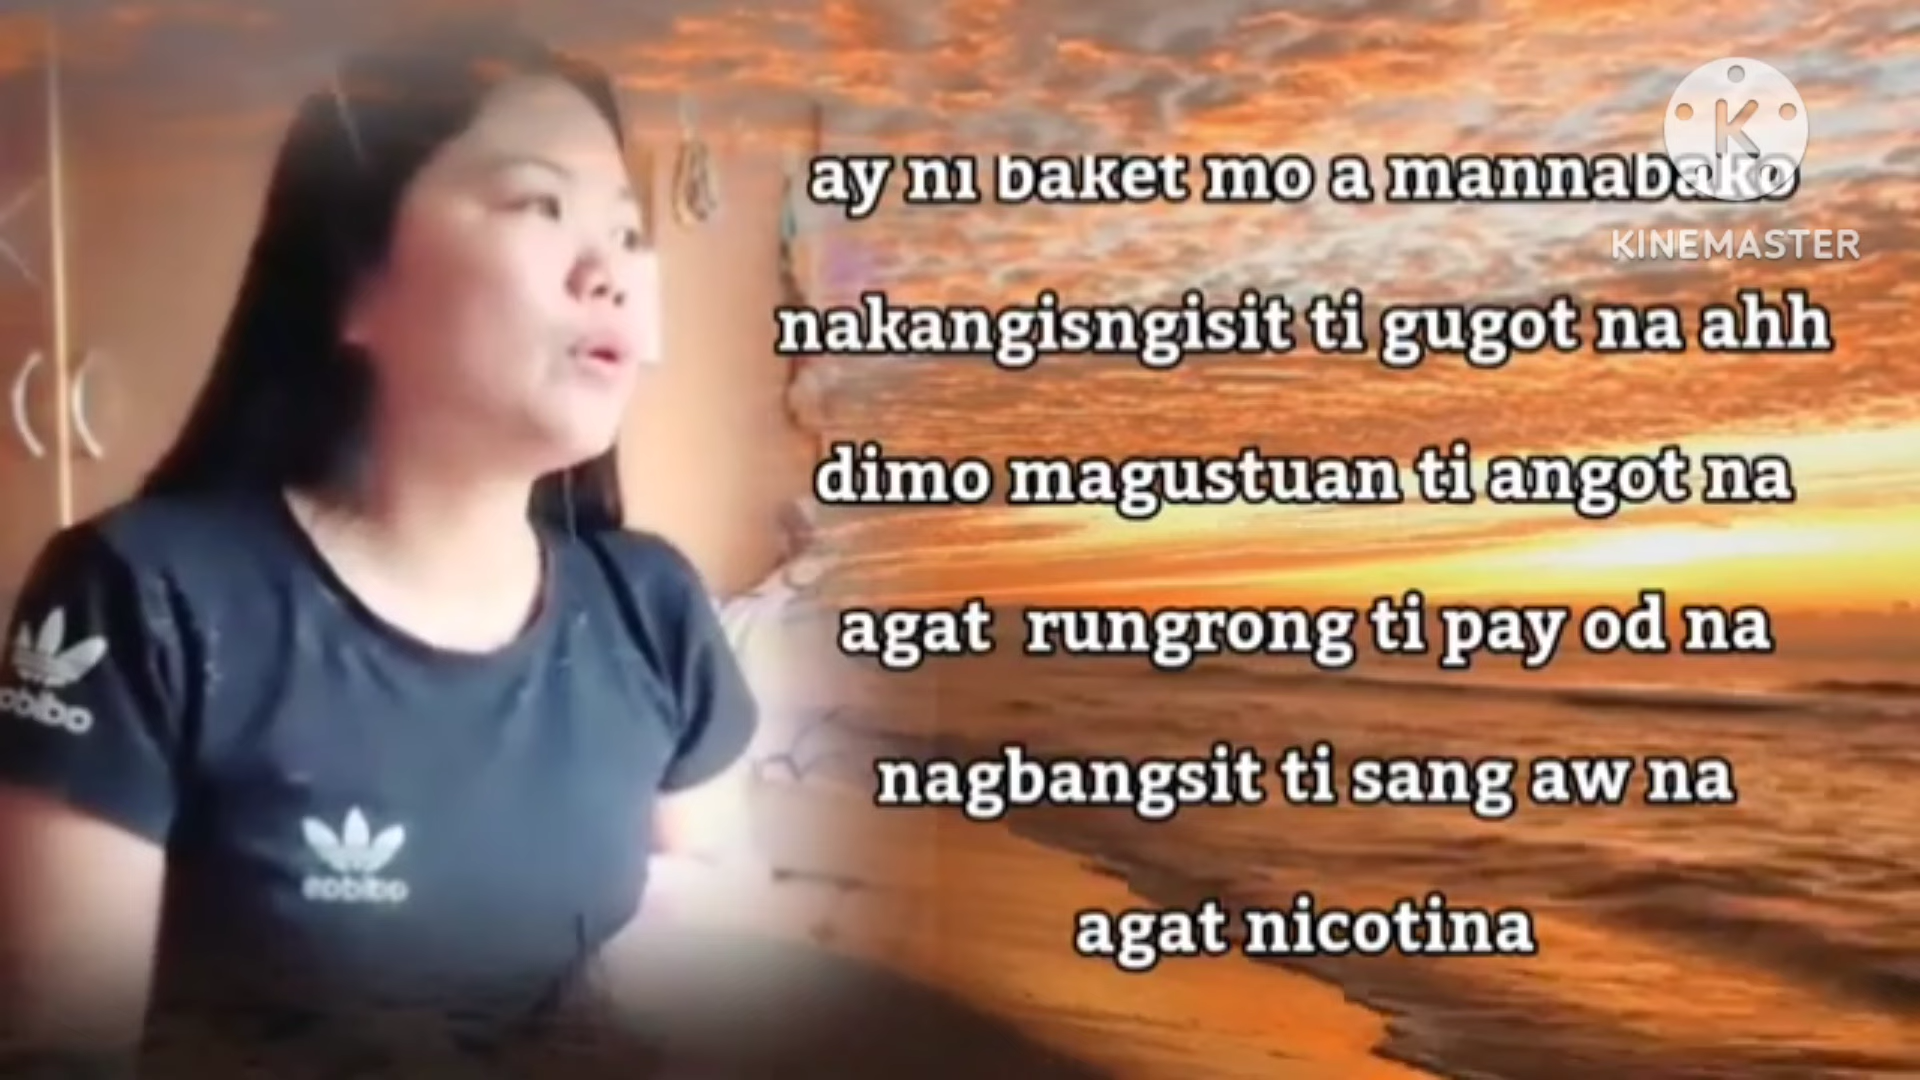 ay ni baket mo a mannabako
KINEMASTER
nakangisngisit ti gugot na ahh
dimo magustuan ti angot na
agat rungrong ti pay od na
nagbangsit ti sang aw na
agat nicotina